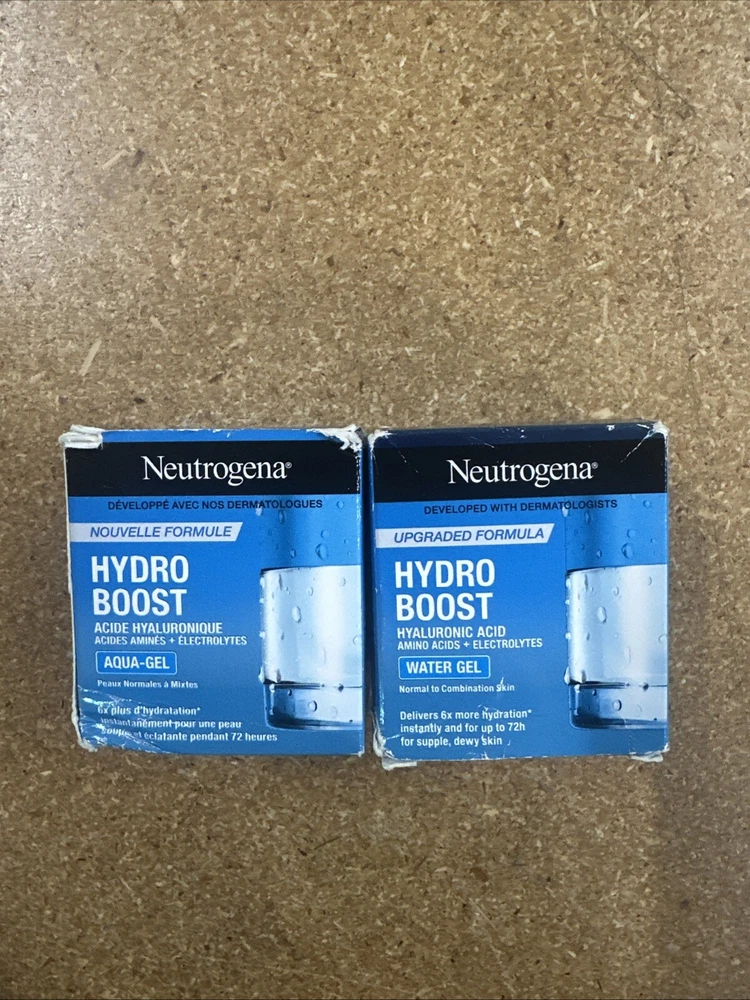 Neutrogena®
DÉVELOPPÉ AVEC NOS DERMATOLOGUES
NOUVELLE FORMULE
HYDRO
BOOST
ACIDE HYALURONIQUE
ACIDES AMINÉS + ÉLECTROLYTES
AQUA-GEL
Peaux Normales à Mixtes
6x plus d'hydratation*
instantanément pour une peau
souple et éclatante pendant 72 heures
Neutrogena®
DEVELOPED WITH DERMATOLOGISTS
UPGRADED FORMULA
HYDRO
BOOST
HYALURONIC ACID
AMINO ACIDS + ELECTROLYTES
WATER GEL
Normal to Combination Skin
Delivers 6x more hydration*
instantly and for up to 72h
for supple, dewy skin